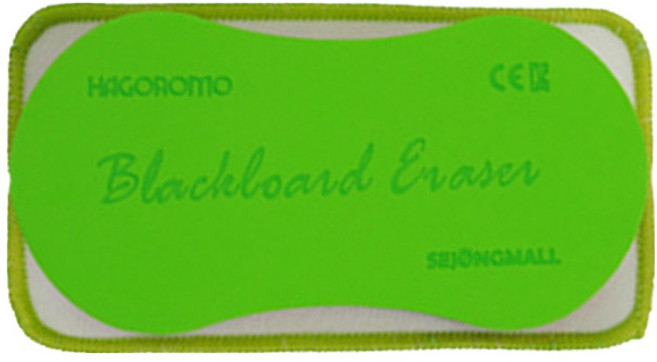 HAGOROMO
CE
Blackboard Eraser
SEJONGMALL